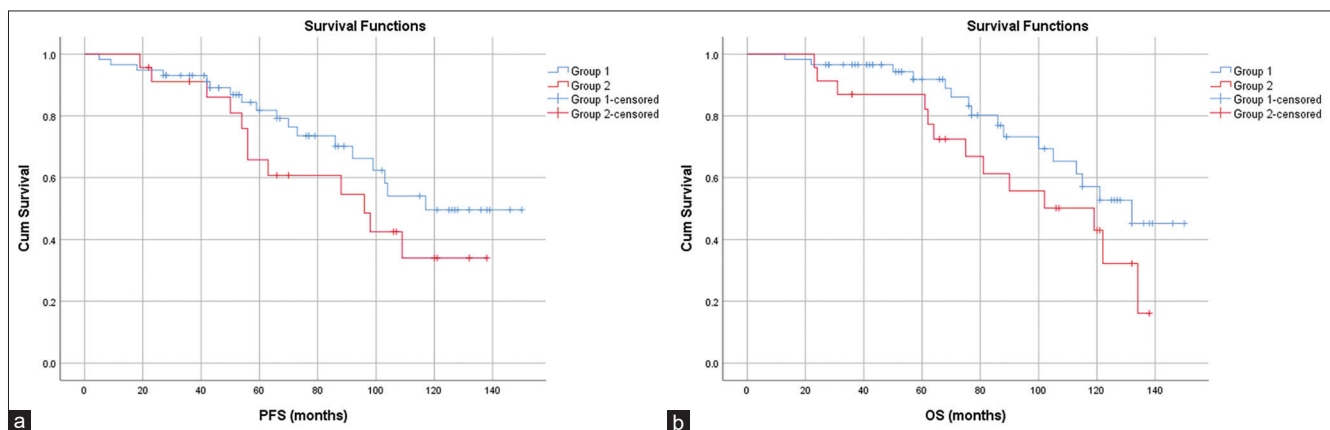 Survival Functions
1.0
0.8
0.6
0.4
0.2
0.0
Cum Survival
0 20 40 60 80 100 120 140
PFS (months)
Group 1
Group 2
Group 1-censored
Group 2-censored
a
Survival Functions
1.0
0.8
0.6
0.4
0.2
0.0
Cum Survival
0 20 40 60 80 100 120 140
OS (months)
Group 1
Group 2
Group 1-censored
Group 2-censored
b